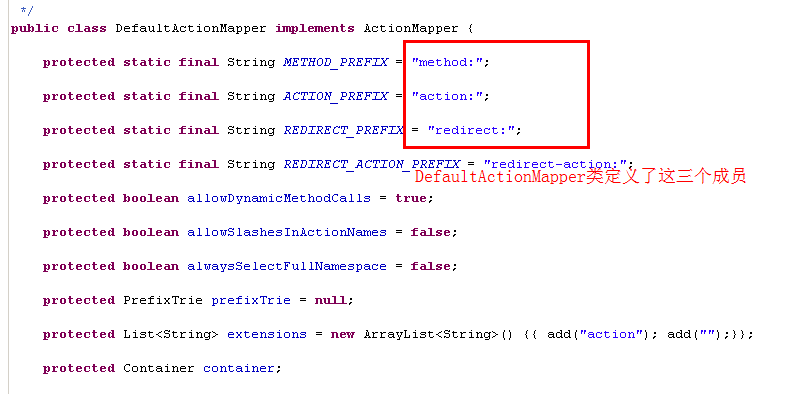 */
public class DefaultActionMapper implements ActionMapper {
protected static final String METHOD_PREFIX = "method:";
protected static final String ACTION_PREFIX = "action:";
protected static final String REDIRECT_PREFIX = "redirect:";
protected static final String REDIRECT_ACTION_PREFIX = "redirect-action:";
DefaultActionMapper类定义了这三个成员
protected boolean allowDynamicMethodCalls = true;
protected boolean allowSlashesInActionNames = false;
protected boolean alwaysSelectFullNamespace = false;
protected PrefixTrie prefixTrie = null;
protected List<String> extensions = new ArrayList<String>() {{ add("action"); add("");}};
protected Container container;